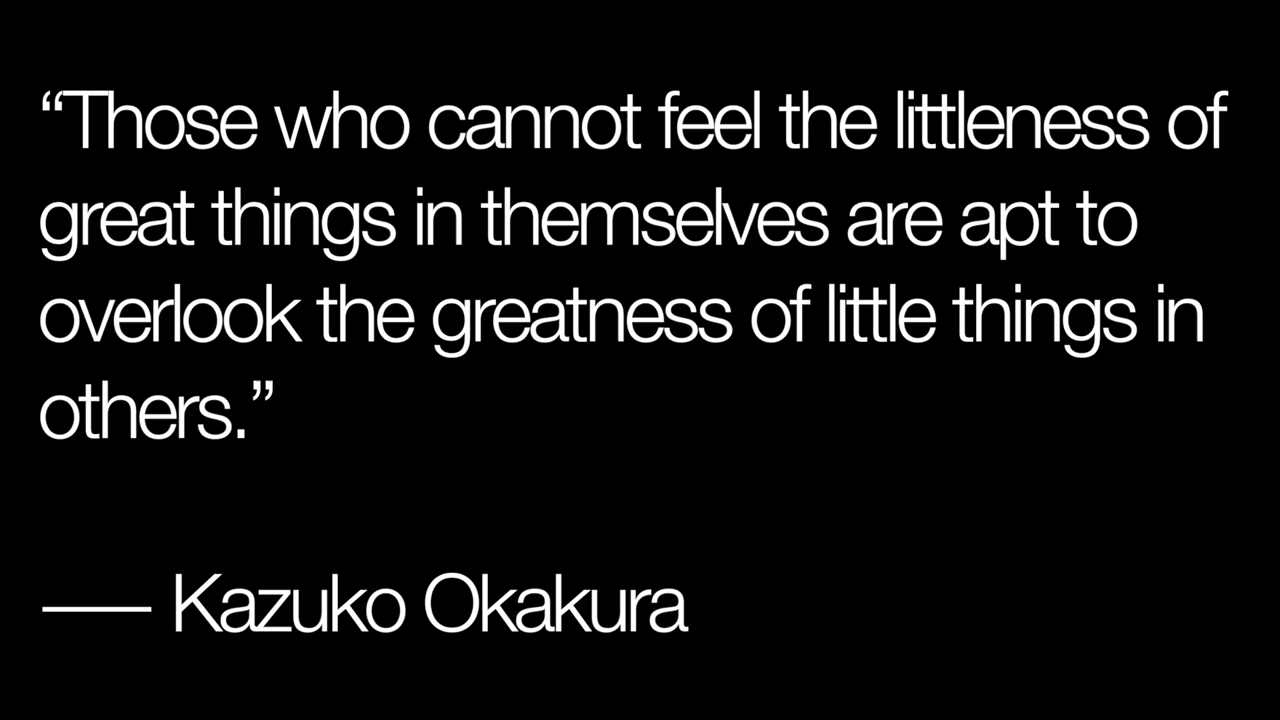 “Those who cannot feel the littleness of
great things in themselves are apt to
overlook the greatness of little things in
others.”
— Kazuko Okakura